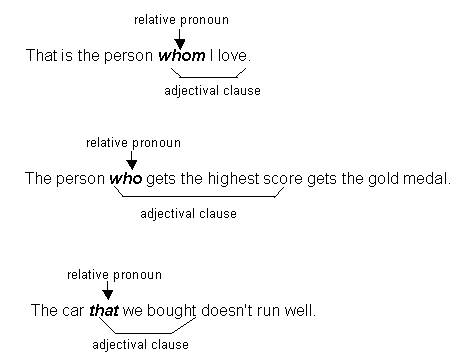 relative pronoun
That is the person whom I love.
adjectival clause
relative pronoun
The person who gets the highest score gets the gold medal.
adjectival clause
relative pronoun
The car that we bought doesn't run well.
adjectival clause